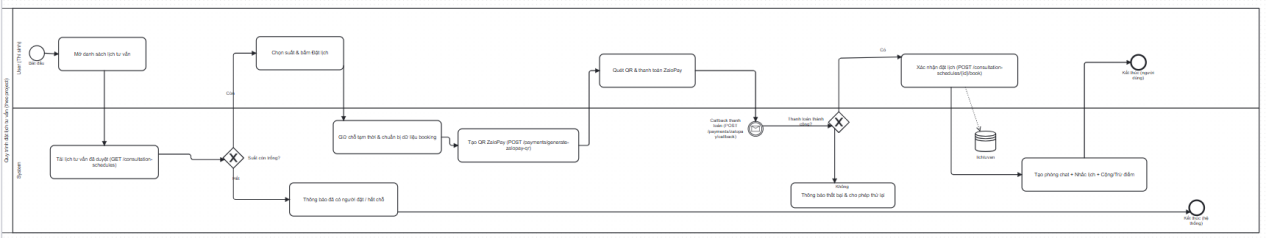 Quy trình đặt lịch tư vấn (theo project)
User (Thí sinh)
System
Bắt đầu
Mở danh sách lịch tư vấn
Tải lịch tư vấn đã duyệt (GET /consultation-
schedules)
Còn
Suất còn trống?
Hết
Chọn suất & bấm Đặt lịch
Giữ chỗ tạm thời & chuẩn bị dữ liệu booking
Tạo QR ZaloPay (POST /payments/generate-
zalopay-qr)
Thông báo đã có người đặt / hết chỗ
Quét QR & thanh toán ZaloPay
Callback thanh
toán (POST
/payments/zalopa
y/callback)
Thanh toán thành
công?
Có
Không
Thông báo thất bại & cho phép thử lại
Xác nhận đặt lịch (POST /consultation-
schedules/{id}/book)
Tạo phòng chat + Nhắc lịch + Cộng/Trừ điểm
Kết thúc (người
dùng)
Kết thúc (hệ
thống)